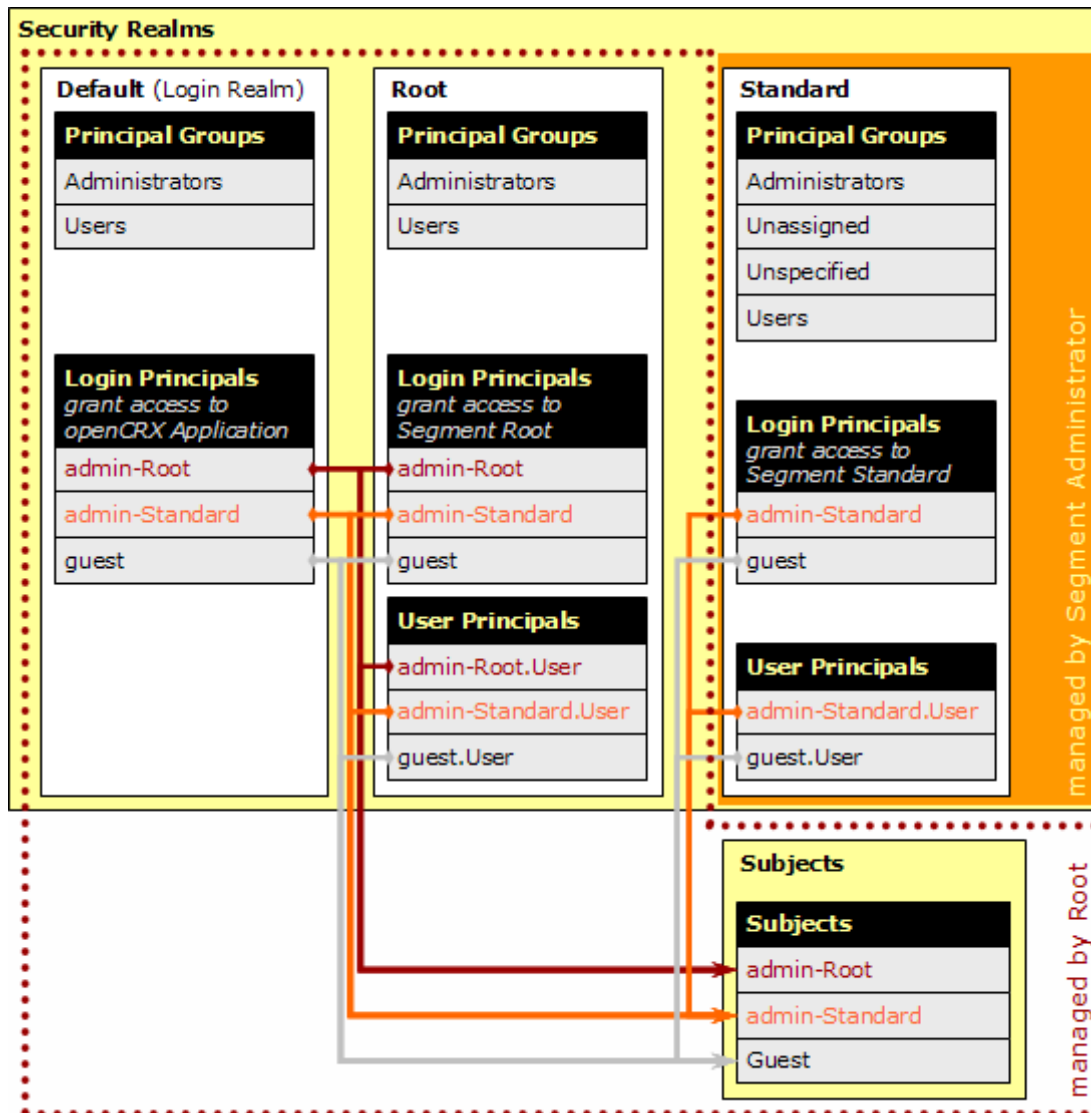 Security Realms
Default (Login Realm)
Principal Groups
Administrators
Users
Login Principals
grant access to
openCRX Application
admin-Root
admin-Standard
guest
Root
Principal Groups
Administrators
Users
Login Principals
grant access to
Segment Root
admin-Root
admin-Standard
guest
User Principals
admin-Root.User
admin-Standard.User
guest.User
Standard
Principal Groups
Administrators
Unassigned
Unspecified
Users
Login Principals
grant access to
Segment Standard
admin-Standard
guest
User Principals
admin-Standard.User
guest.User
managed by Segment Administrator
Subjects
Subjects
admin-Root
admin-Standard
Guest
managed by Root